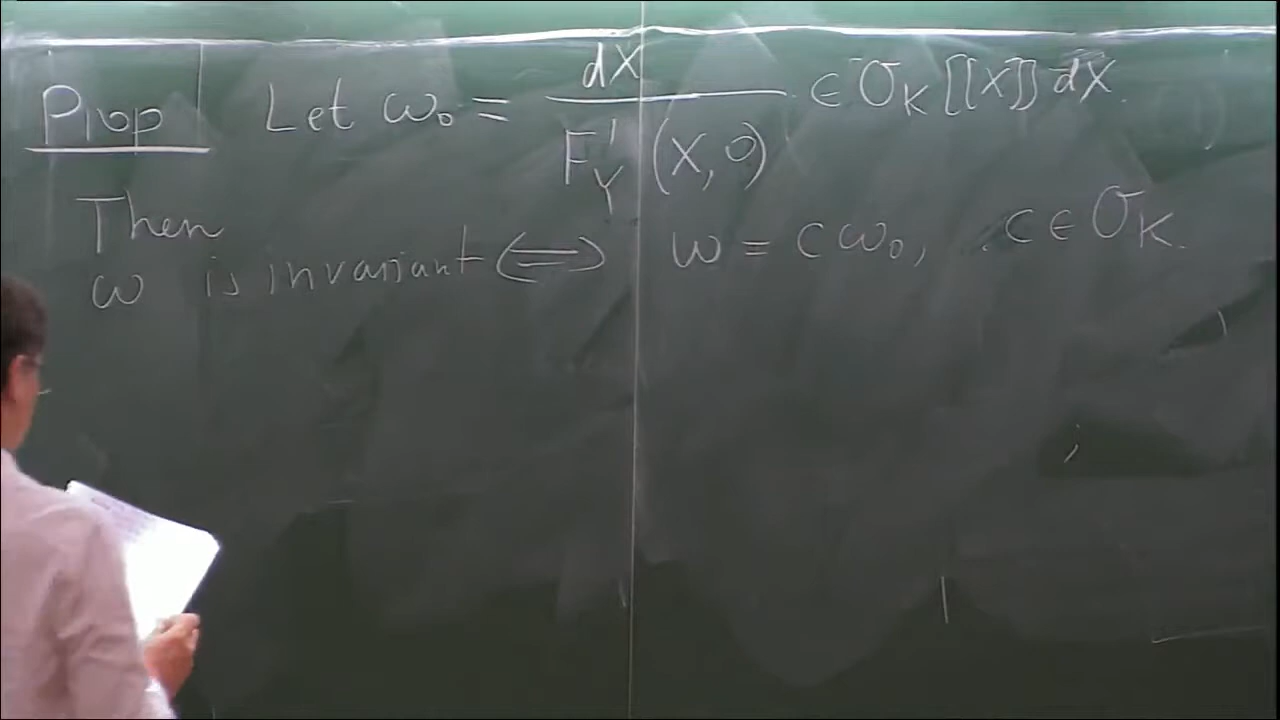 Prop Let ω₀ = dX / F'_Y (X, 0) ∈ O_K [[X]] dX.
Then
ω is invariant ⟺ ω = c ω₀, c ∈ O_K.